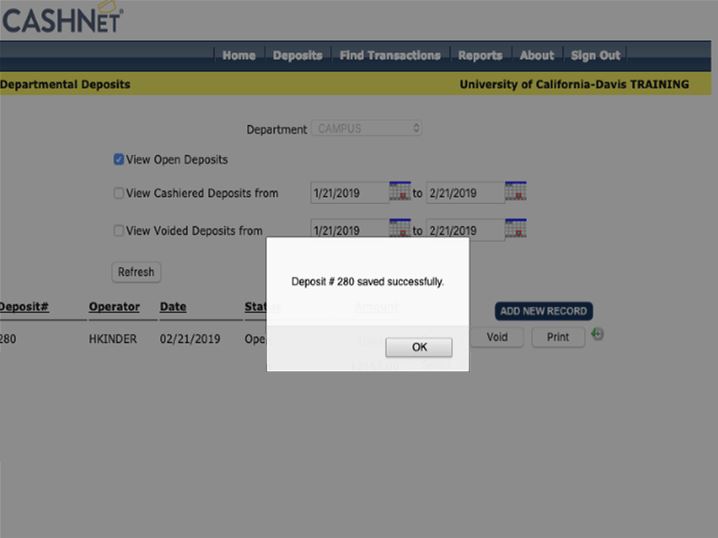 CASHNET
Home Deposits Find Transactions Reports About Sign Out
Departmental Deposits University of California-Davis TRAINING
Department CAMPUS
View Open Deposits
View Cashiered Deposits from 1/21/2019 to 2/21/2019
View Voided Deposits from 1/21/2019 to 2/21/2019
Refresh
Deposit # 280 saved successfully.
Deposit# Operator Date Stat Amount ADD NEW RECORD
280 HKINDER 02/21/2019 Ope Void Print
OK